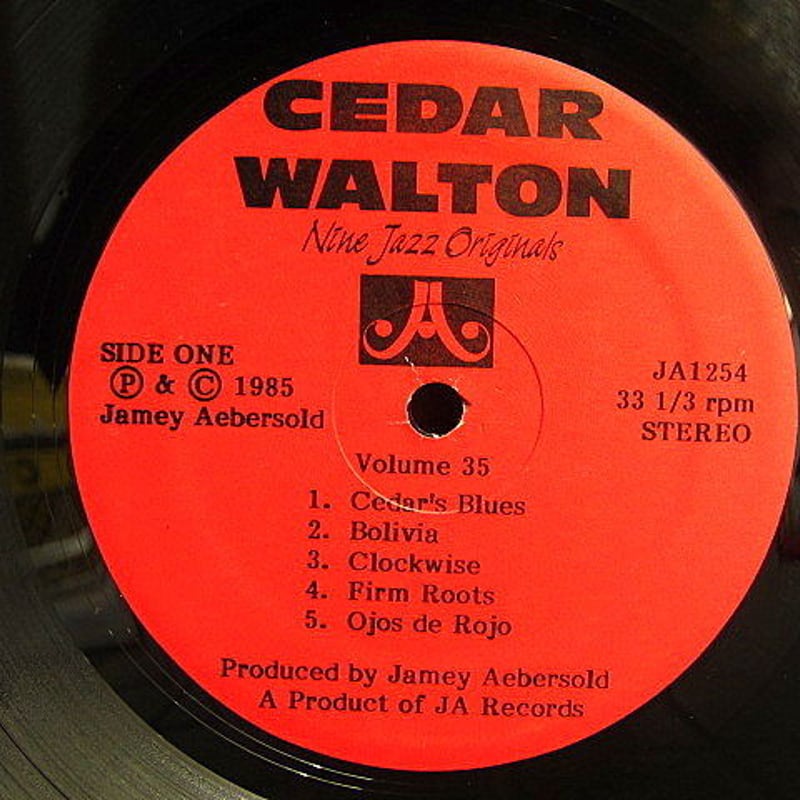 CEDAR
WALTON
Nine Jazz Originals
SIDE ONE
Ⓟ & © 1985
Jamey Aebersold
JA1254
33 1/3 rpm
STEREO
Volume 35
1. Cedar's Blues
2. Bolivia
3. Clockwise
4. Firm Roots
5. Ojos de Rojo
Produced by Jamey Aebersold
A Product of JA Records